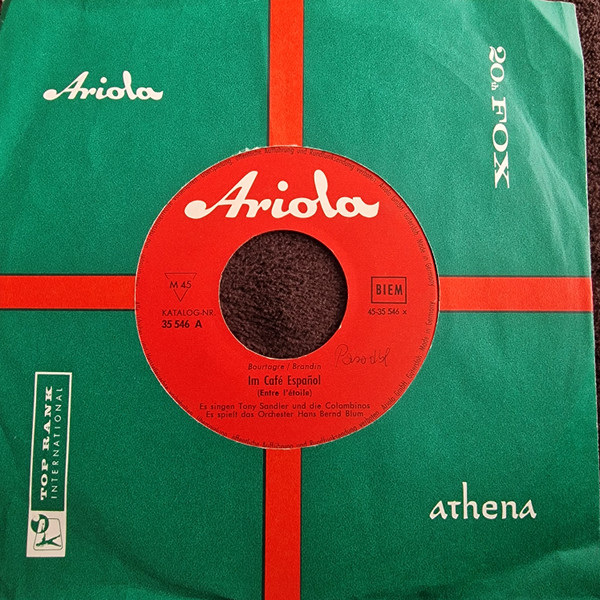 Ariola
20th FOX
Ariola
M 45
KATALOG-NR.
35 546 A
BIEM
45-35 546 x
Bourtagre / Brandin
Im Café Español
(Entre l'étoile)
Es singen Tony Sandler und die Colombinos
Es spielt das Orchester Hans Bernd Blum
TOP RANK
INTERNATIONAL
athena